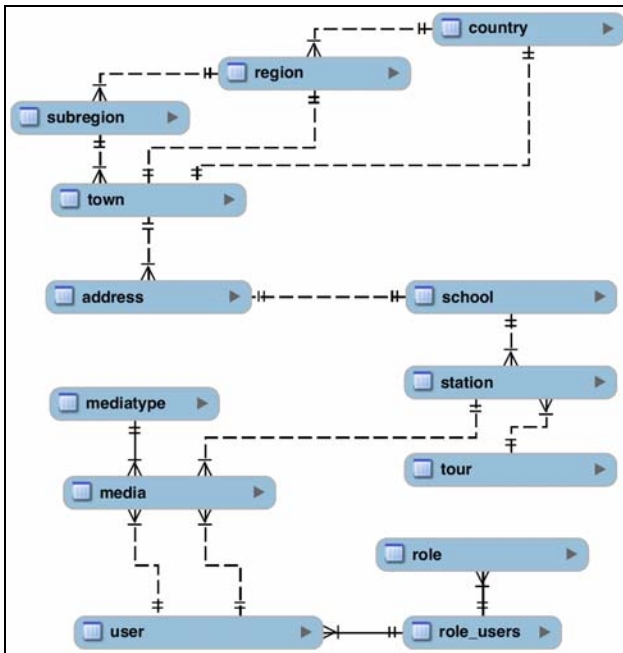 country
region
subregion
town
address
school
station
mediatype
tour
media
role
user
role_users